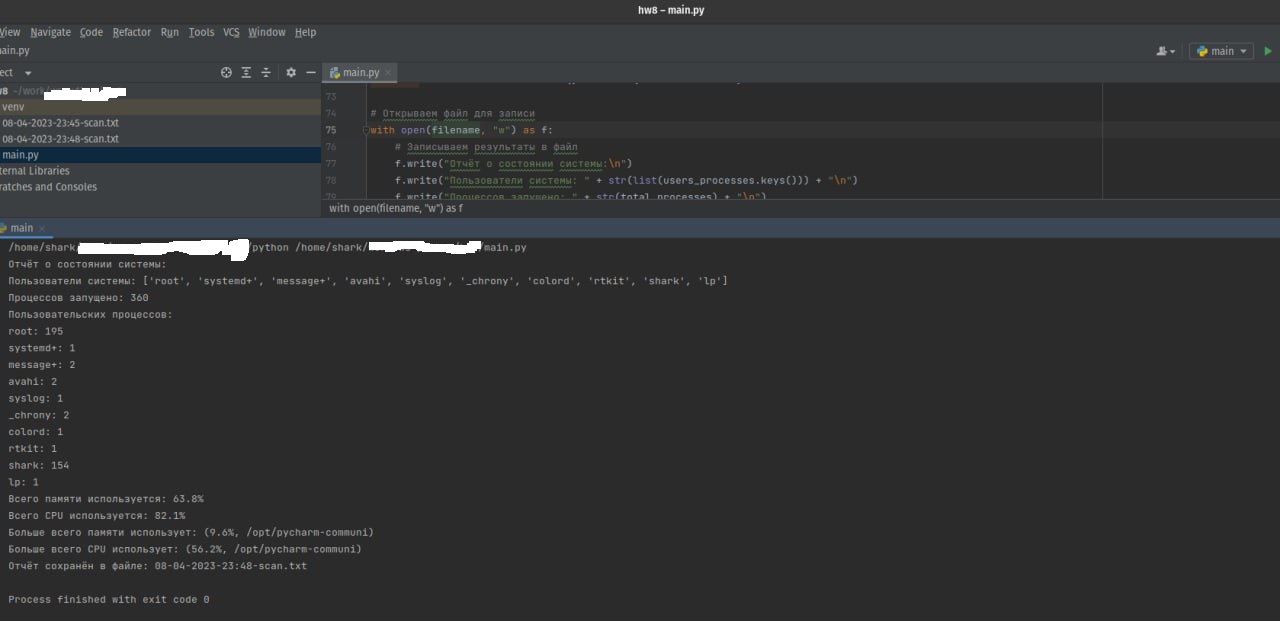 hw8 – main.py
View Navigate Code Refactor Run Tools VCS Window Help
main.py
main
main.py
~/work/
venv
08-04-2023-23:45-scan.txt
08-04-2023-23:48-scan.txt
main.py
ternal Libraries
ratches and Consoles
73
74 # Открываем файл для записи
75 with open(filename, "w") as f:
76 # Записываем результаты в файл
77 f.write("Отчёт о состоянии системы:\n")
78 f.write("Пользователи системы: " + str(list(users_processes.keys())) + "\n")
79 f.write("Процессов запущено: " + str(total_processes) + "\n")
with open(filename, "w") as f
main
/home/shark /python /home/shark/ /main.py
Отчёт о состоянии системы:
Пользователи системы: ['root', 'systemd+', 'message+', 'avahi', 'syslog', '_chrony', 'colord', 'rtkit', 'shark', 'lp']
Процессов запущено: 360
Пользовательских процессов:
root: 195
systemd+: 1
message+: 2
avahi: 2
syslog: 1
_chrony: 2
colord: 1
rtkit: 1
shark: 154
lp: 1
Всего памяти используется: 63.8%
Всего CPU используется: 82.1%
Больше всего памяти использует: (9.6%, /opt/pycharm-communi)
Больше всего CPU использует: (56.2%, /opt/pycharm-communi)
Отчёт сохранён в файле: 08-04-2023-23:48-scan.txt
Process finished with exit code 0